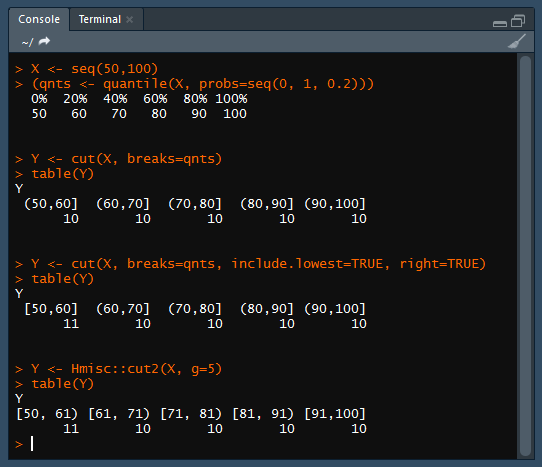 Console Terminal ×
~/
> X <- seq(50,100)
> (qnts <- quantile(X, probs=seq(0, 1, 0.2)))
  0%  20%  40%  60%  80% 100%
  50   60   70   80   90  100
> Y <- cut(X, breaks=qnts)
> table(Y)
Y
 (50,60]  (60,70]  (70,80]  (80,90] (90,100]
      10       10       10       10       10
> Y <- cut(X, breaks=qnts, include.lowest=TRUE, right=TRUE)
> table(Y)
Y
 [50,60]  (60,70]  (70,80]  (80,90] (90,100]
      11       10       10       10       10
> Y <- Hmisc::cut2(X, g=5)
> table(Y)
Y
[50, 61) [61, 71) [71, 81) [81, 91) [91,100]
      11       10       10       10       10
>